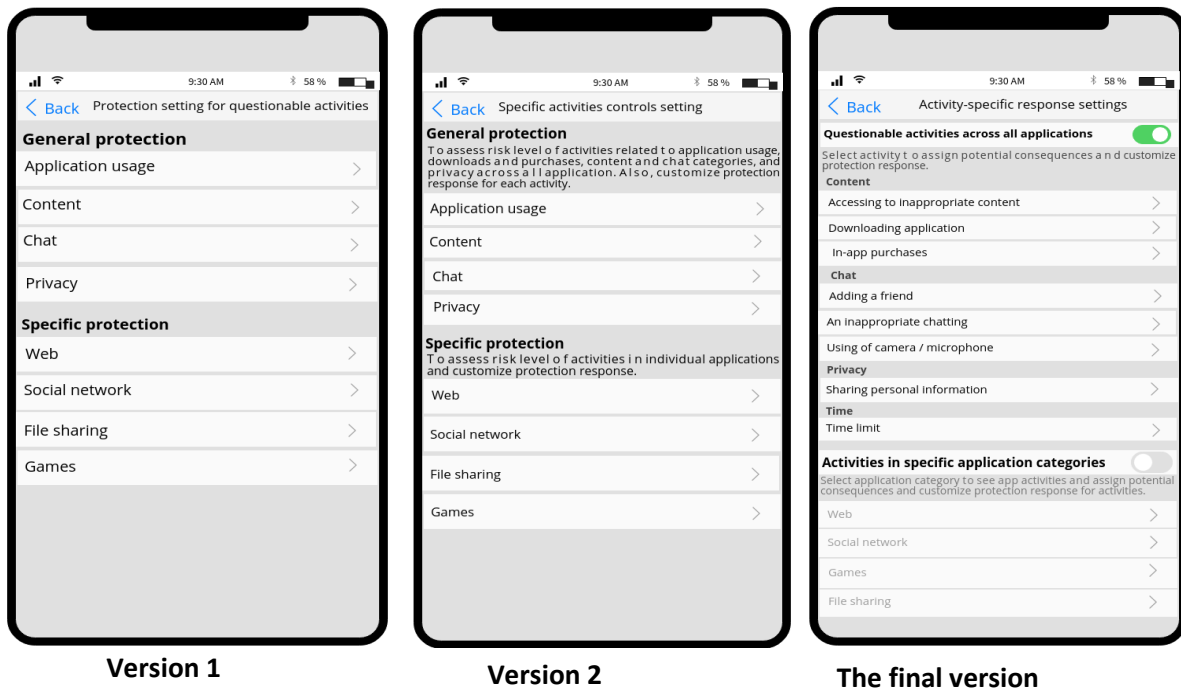 9:30 AM
58 %
Back
Protection setting for questionable activities
General protection
Application usage
Content
Chat
Privacy
Specific protection
Web
Social network
File sharing
Games
Version 1
9:30 AM
58 %
Back
Specific activities controls setting
General protection
To assess risk level of activities related to application usage,
downloads and purchases, content and chat categories, and
privacy across all application. Also, customize protection
response for each activity.
Application usage
Content
Chat
Privacy
Specific protection
To assess risk level of activities in individual applications
and customize protection response.
Web
Social network
File sharing
Games
Version 2
9:30 AM
58 %
Back
Activity-specific response settings
Questionable activities across all applications
Select activity to assign potential consequences and customize
protection response.
Content
Accessing to inappropriate content
Downloading application
In-app purchases
Chat
Adding a friend
An inappropriate chatting
Using of camera / microphone
Privacy
Sharing personal information
Time
Time limit
Activities in specific application categories
Select application category to see app activities and assign potential
consequences and customize protection response for activities.
Web
Social network
Games
File sharing
The final version